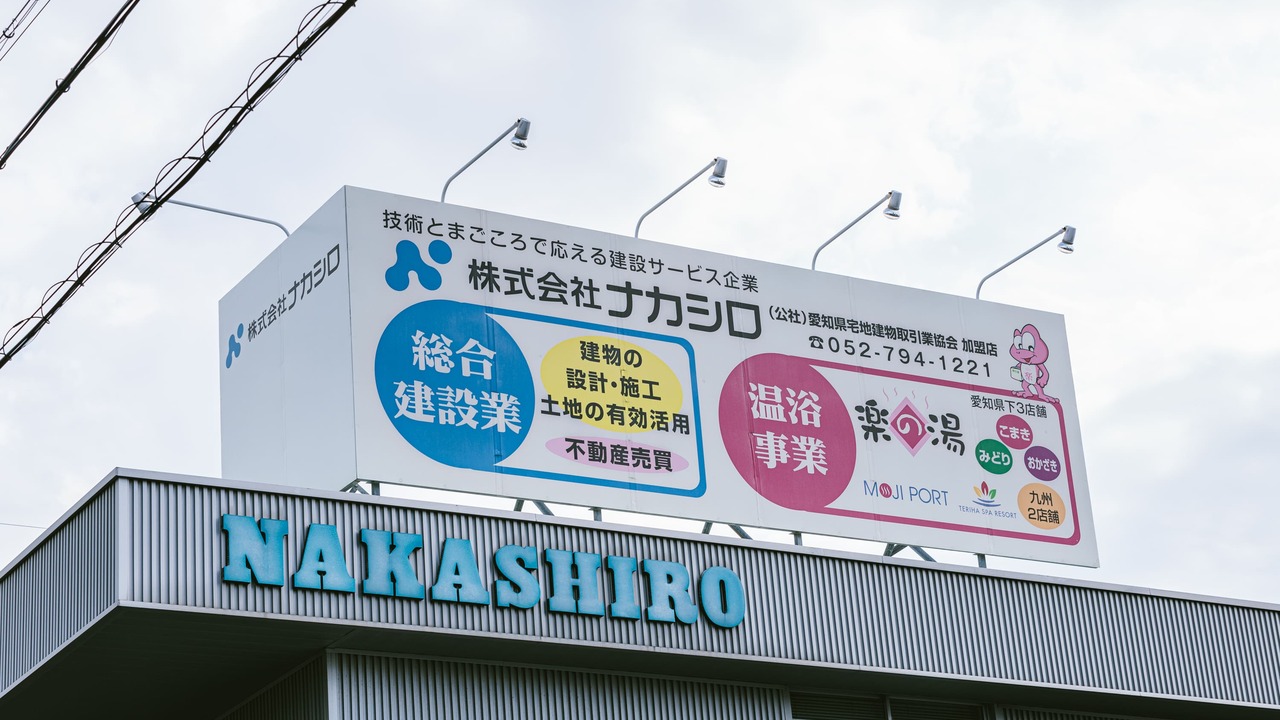 技術とまごころで応える建設サービス企業
株式会社ナカシロ
株式会社ナカシロ
(公社)愛知県宅地建物取引業協会 加盟店
☎052-794-1221
総合
建設業
建物の
設計・施工
土地の有効活用
不動産売買
温浴
事業
楽の湯
愛知県下3店舗
こまき
みどり
おかざき
MOJI PORT
TERIHA SPA RESORT
九州
2店舗
NAKASHIRO